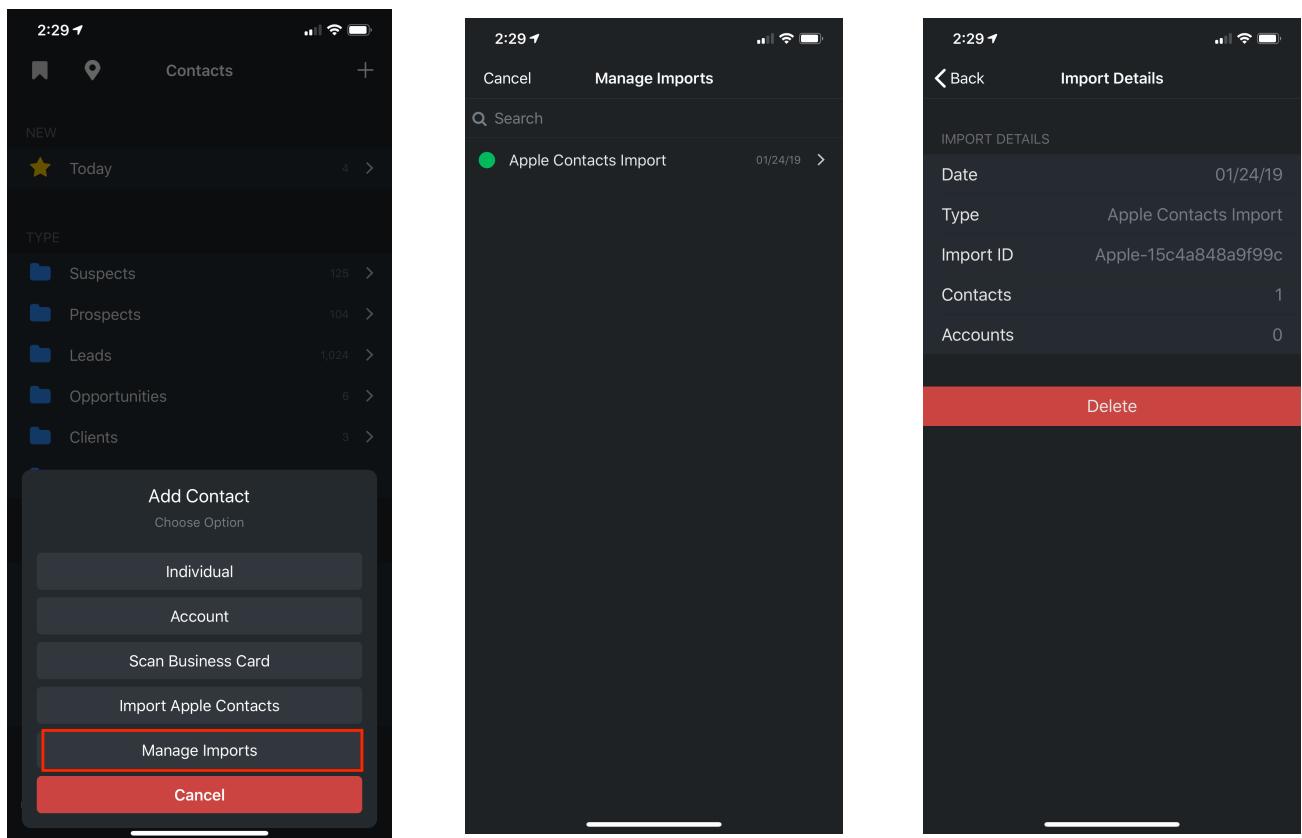 2:29
Contacts
NEW
Today 4
TYPE
Suspects 125
Prospects 104
Leads 1,024
Opportunities 6
Clients 3
Add Contact
Choose Option
Individual
Account
Scan Business Card
Import Apple Contacts
Manage Imports
Cancel
2:29
Cancel Manage Imports
Search
Apple Contacts Import 01/24/19
2:29
Back Import Details
IMPORT DETAILS
Date 01/24/19
Type Apple Contacts Import
Import ID Apple-15c4a848a9f99c
Contacts 1
Accounts 0
Delete